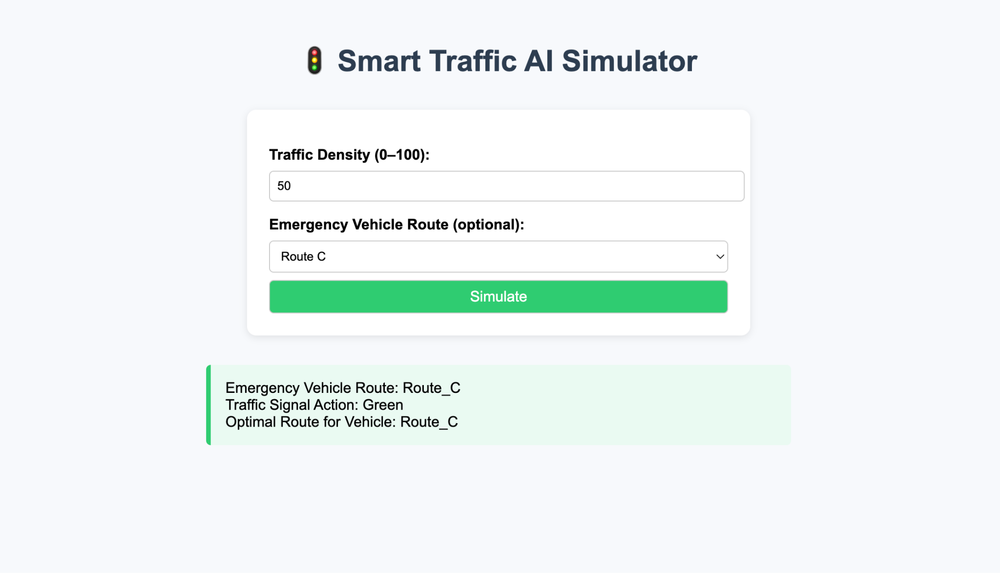 Smart Traffic AI Simulator
Traffic Density (0–100):
50
Emergency Vehicle Route (optional):
Route C
Simulate
Emergency Vehicle Route: Route_C
Traffic Signal Action: Green
Optimal Route for Vehicle: Route_C